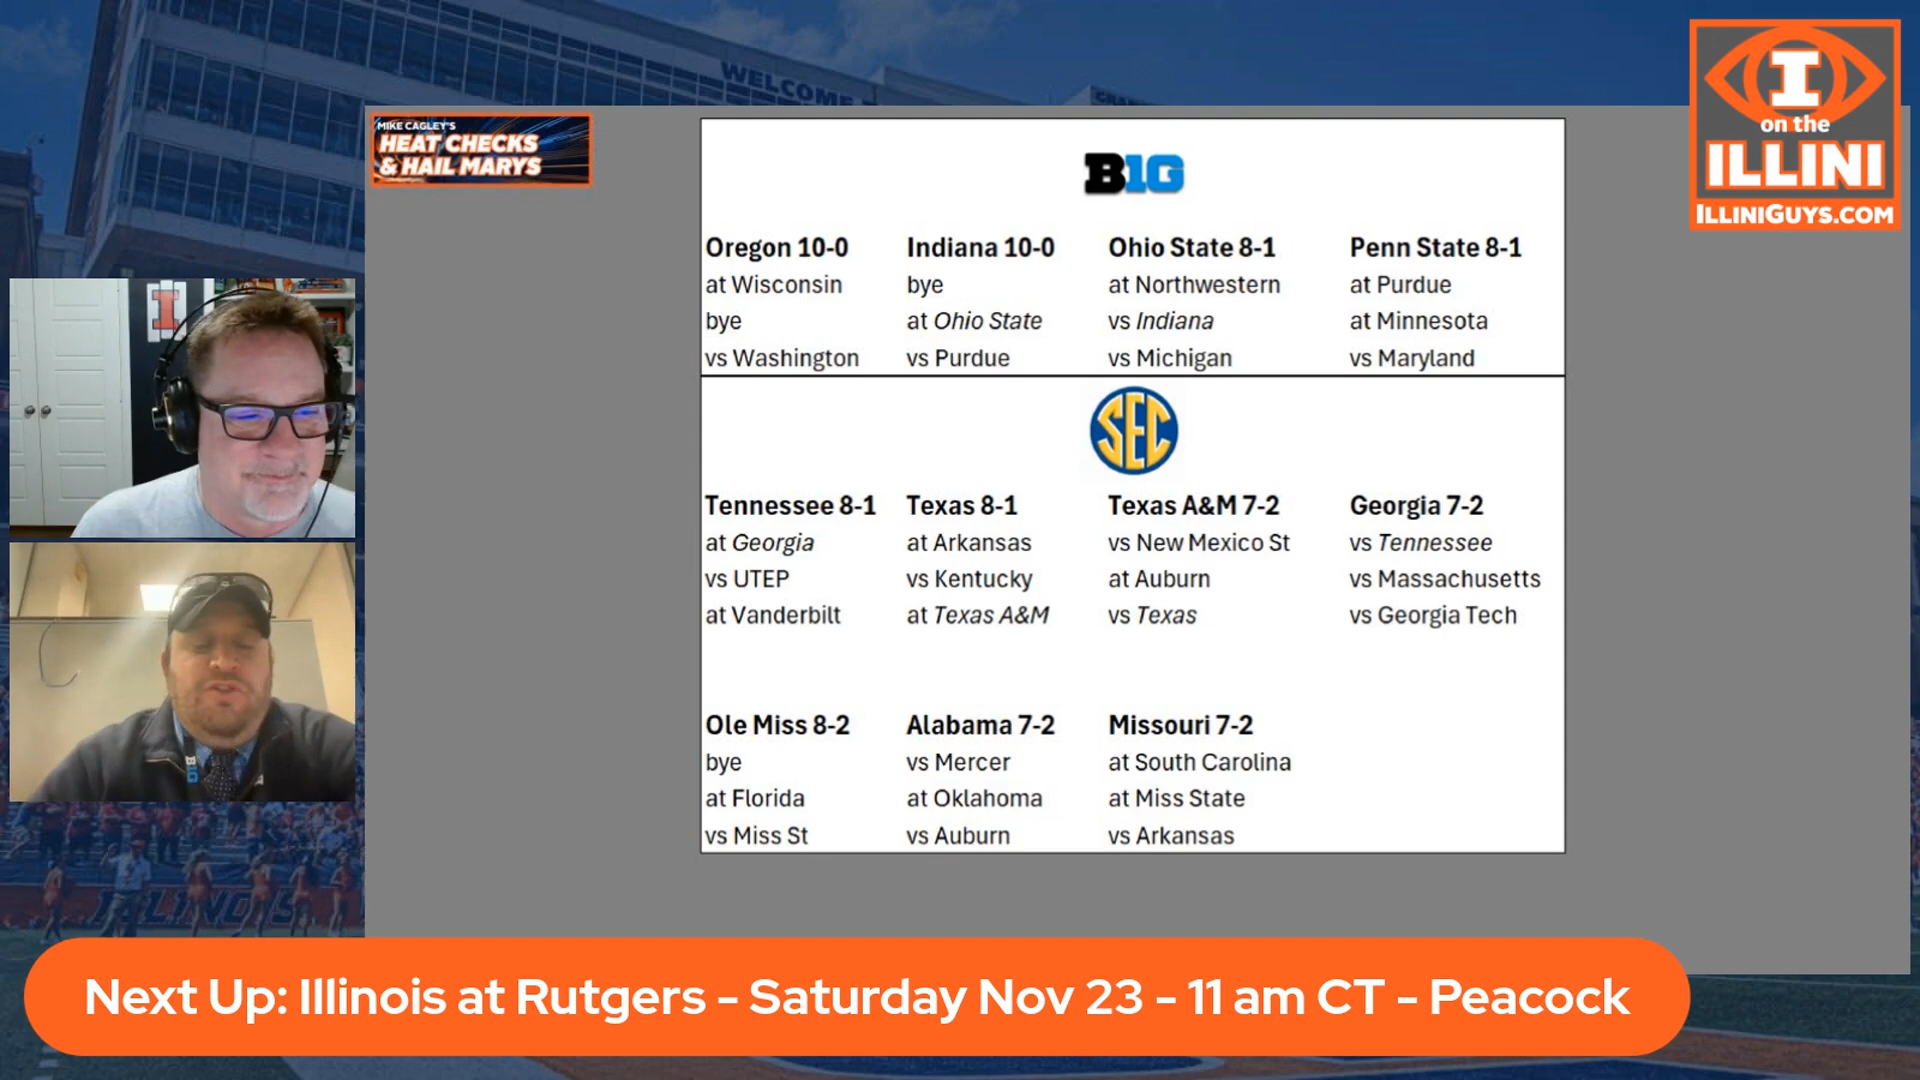 WELCOME
I
on the
ILLINI
ILLINIGUYS.COM
MIKE CAGLEY'S
HEAT CHECKS
& HAIL MARYS
B1G
Oregon 10-0
at Wisconsin
bye
vs Washington
Indiana 10-0
bye
at Ohio State
vs Purdue
Ohio State 8-1
at Northwestern
vs Indiana
vs Michigan
Penn State 8-1
at Purdue
at Minnesota
vs Maryland
SEC
Tennessee 8-1
at Georgia
vs UTEP
at Vanderbilt
Texas 8-1
at Arkansas
vs Kentucky
at Texas A&M
Texas A&M 7-2
vs New Mexico St
at Auburn
vs Texas
Georgia 7-2
vs Tennessee
vs Massachusetts
vs Georgia Tech
Ole Miss 8-2
bye
at Florida
vs Miss St
Alabama 7-2
vs Mercer
at Oklahoma
vs Auburn
Missouri 7-2
at South Carolina
at Miss State
vs Arkansas
I
B1G
ILLINOIS
Next Up: Illinois at Rutgers - Saturday Nov 23 - 11 am CT - Peacock